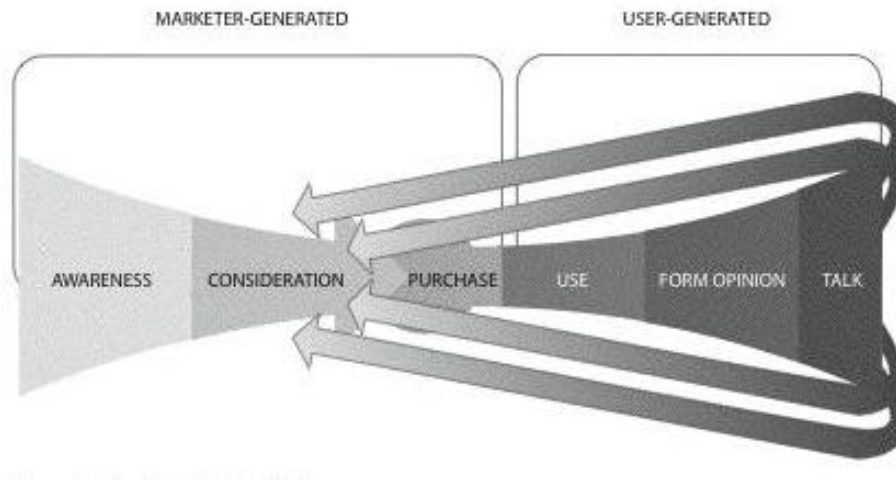 MARKETER-GENERATED
USER-GENERATED
AWARENESS
CONSIDERATION
PURCHASE
USE
FORM OPINION
TALK